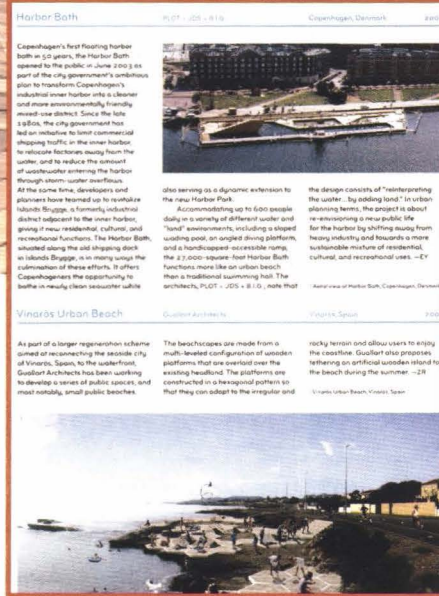 Harbor Bath
PLOT = JDS + B.I.G.
Copenhagen, Denmark
Copenhagen's first floating harbor
bath in 50 years, the Harbor Bath
opened to the public in June 2003 as
part of the city government's ambitious
plan to transform Copenhagen's
industrial inner harbor into a cleaner
and more environmentally friendly
mixed-use district. Since the late
1980s, the city government has
led an initiative to limit commercial
shipping traffic in the inner harbor,
to relocate factories away from the
water, and to reduce the amount
of wastewater entering the harbor
through storm-water overflows.
At the same time, developers and
planners have teamed up to revitalize
Islands Brygge, a formerly industrial
district adjacent to the inner harbor,
giving it new residential, cultural, and
recreational functions. The Harbor Bath,
situated along the old shipping dock
in Islands Brygge, is in many ways the
culmination of these efforts. It offers
Copenhageners the opportunity to
bathe in newly clean seawater while
also serving as a dynamic extension to
the new Harbor Park.
Accommodating up to 600 people
daily in a variety of different water and
"land" environments, including a sloped
wading pool, an angled diving platform,
and a handicapped-accessible ramp,
the 27,000-square-foot Harbor Bath
functions more like an urban beach
than a traditional swimming hall. The
architects, PLOT = JDS + B.I.G., note that
the design consists of "reinterpreting
the water... by adding land." In urban
planning terms, the project is about
re-envisioning a new public life
for the harbor by shifting away from
heavy industry and towards a more
sustainable mixture of residential,
cultural, and recreational uses. —EY
Aerial view of Harbor Bath, Copenhagen, Denmark
Vinaròs Urban Beach
Guallart Architects
Vinaròs, Spain
As part of a larger regeneration scheme
aimed at reconnecting the seaside city
of Vinaròs, Spain, to the waterfront,
Guallart Architects has been working
to develop a series of public spaces, and
most notably, small public beaches.
The beachscapes are made from a
multi-leveled configuration of wooden
platforms that are overlaid over the
existing headland. The platforms are
constructed in a hexagonal pattern so
that they can adapt to the irregular and
rocky terrain and allow users to enjoy
the coastline. Guallart also proposes
tethering an artificial wooden island to
the beach during the summer. —ZR
Vinaròs Urban Beach, Vinaròs, Spain